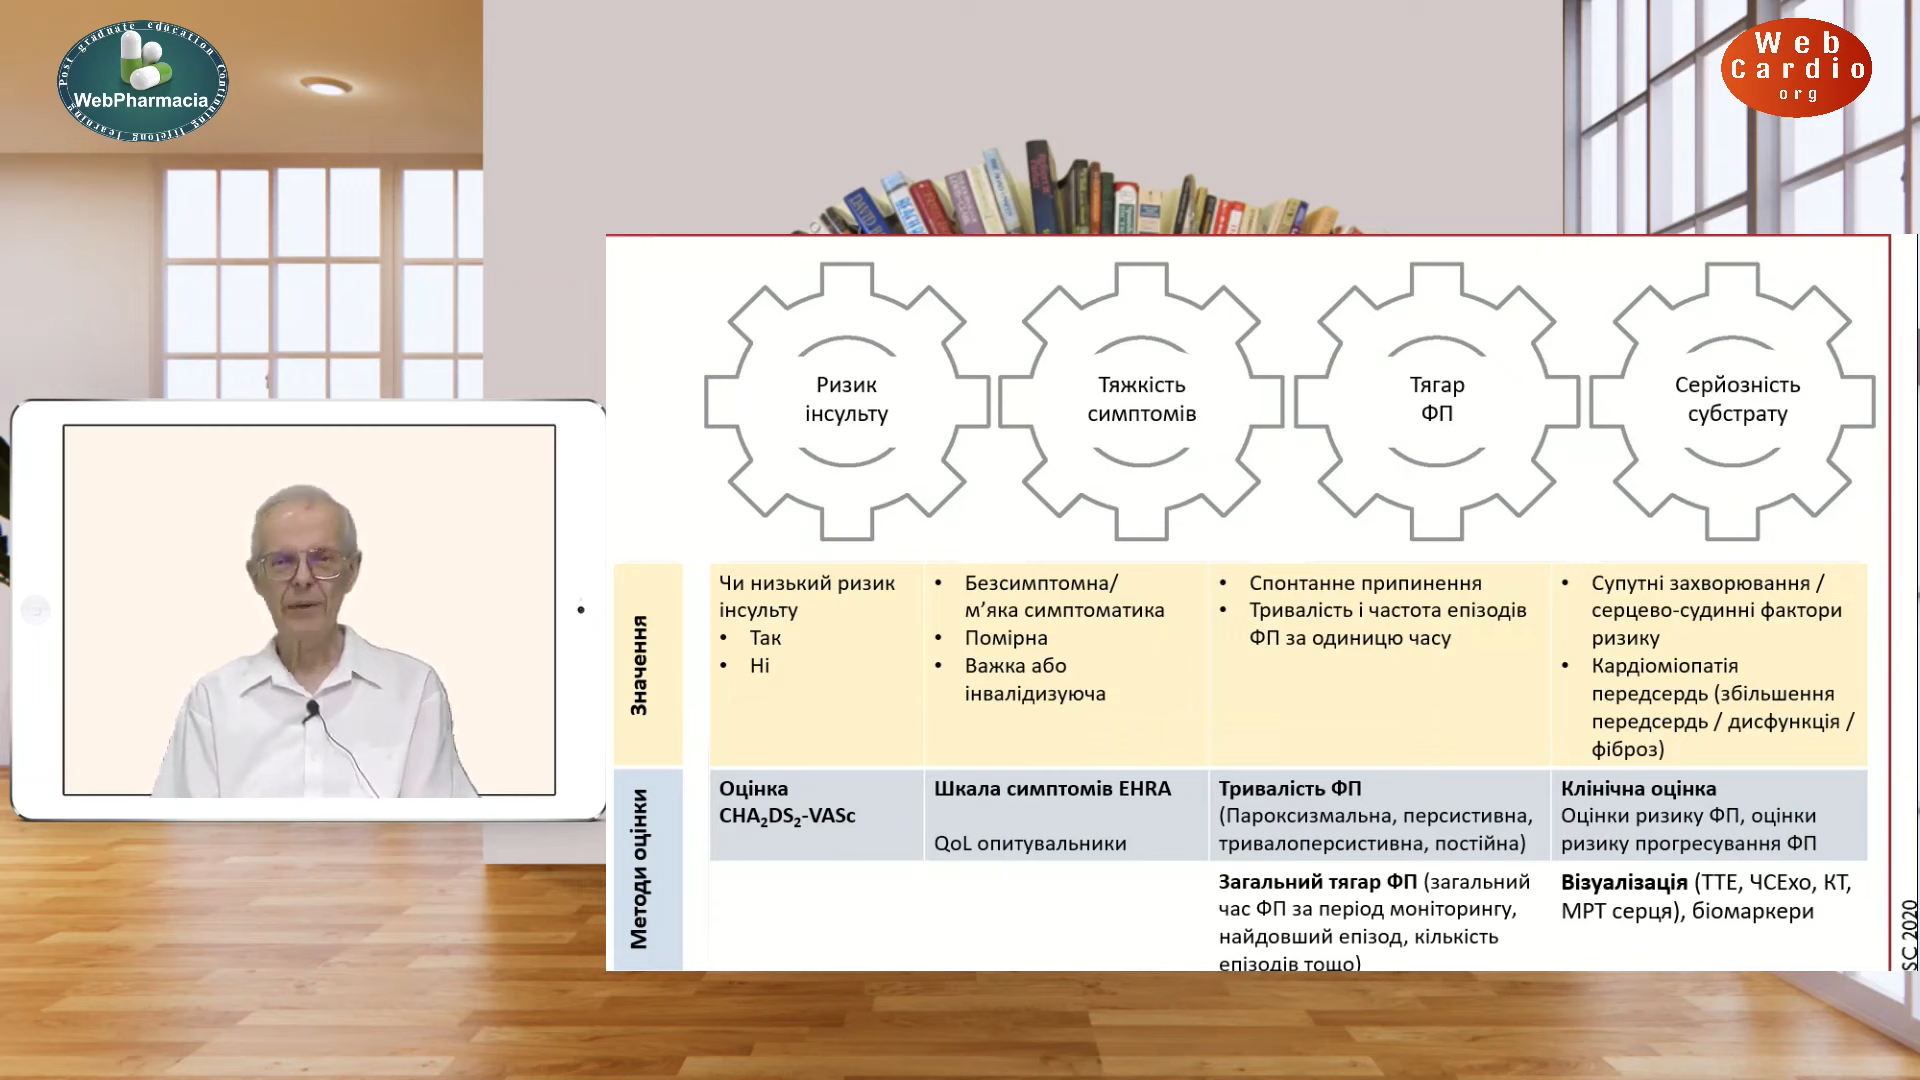 Post graduate education Continuing lifelong learning
WebPharmacia
Web
Cardio
org
Ризик
інсульту
Тяжкість
симптомів
Тягар
ФП
Серйозність
субстрату
Значення
Чи низький ризик
інсульту
• Так
• Ні
• Безсимптомна/
м’яка симптоматика
• Помірна
• Важка або
інвалідизуюча
• Спонтанне припинення
• Тривалість і частота епізодів
ФП за одиницю часу
• Супутні захворювання /
серцево-судинні фактори
ризику
• Кардіоміопатія
передсердь (збільшення
передсердь / дисфункція /
фіброз)
Методи оцінки
Оцінка
CHA₂DS₂-VASc
Шкала симптомів EHRA
QoL опитувальники
Тривалість ФП
(Пароксизмальна, персистивна,
тривалоперсистивна, постійна)
Клінічна оцінка
Оцінки ризику ФП, оцінки
ризику прогресування ФП
Загальний тягар ФП (загальний
час ФП за період моніторингу,
найдовший епізод, кількість
епізодів тощо)
Візуалізація (ТТЕ, ЧСЕхо, КТ,
МРТ серця), біомаркери
SC 2020